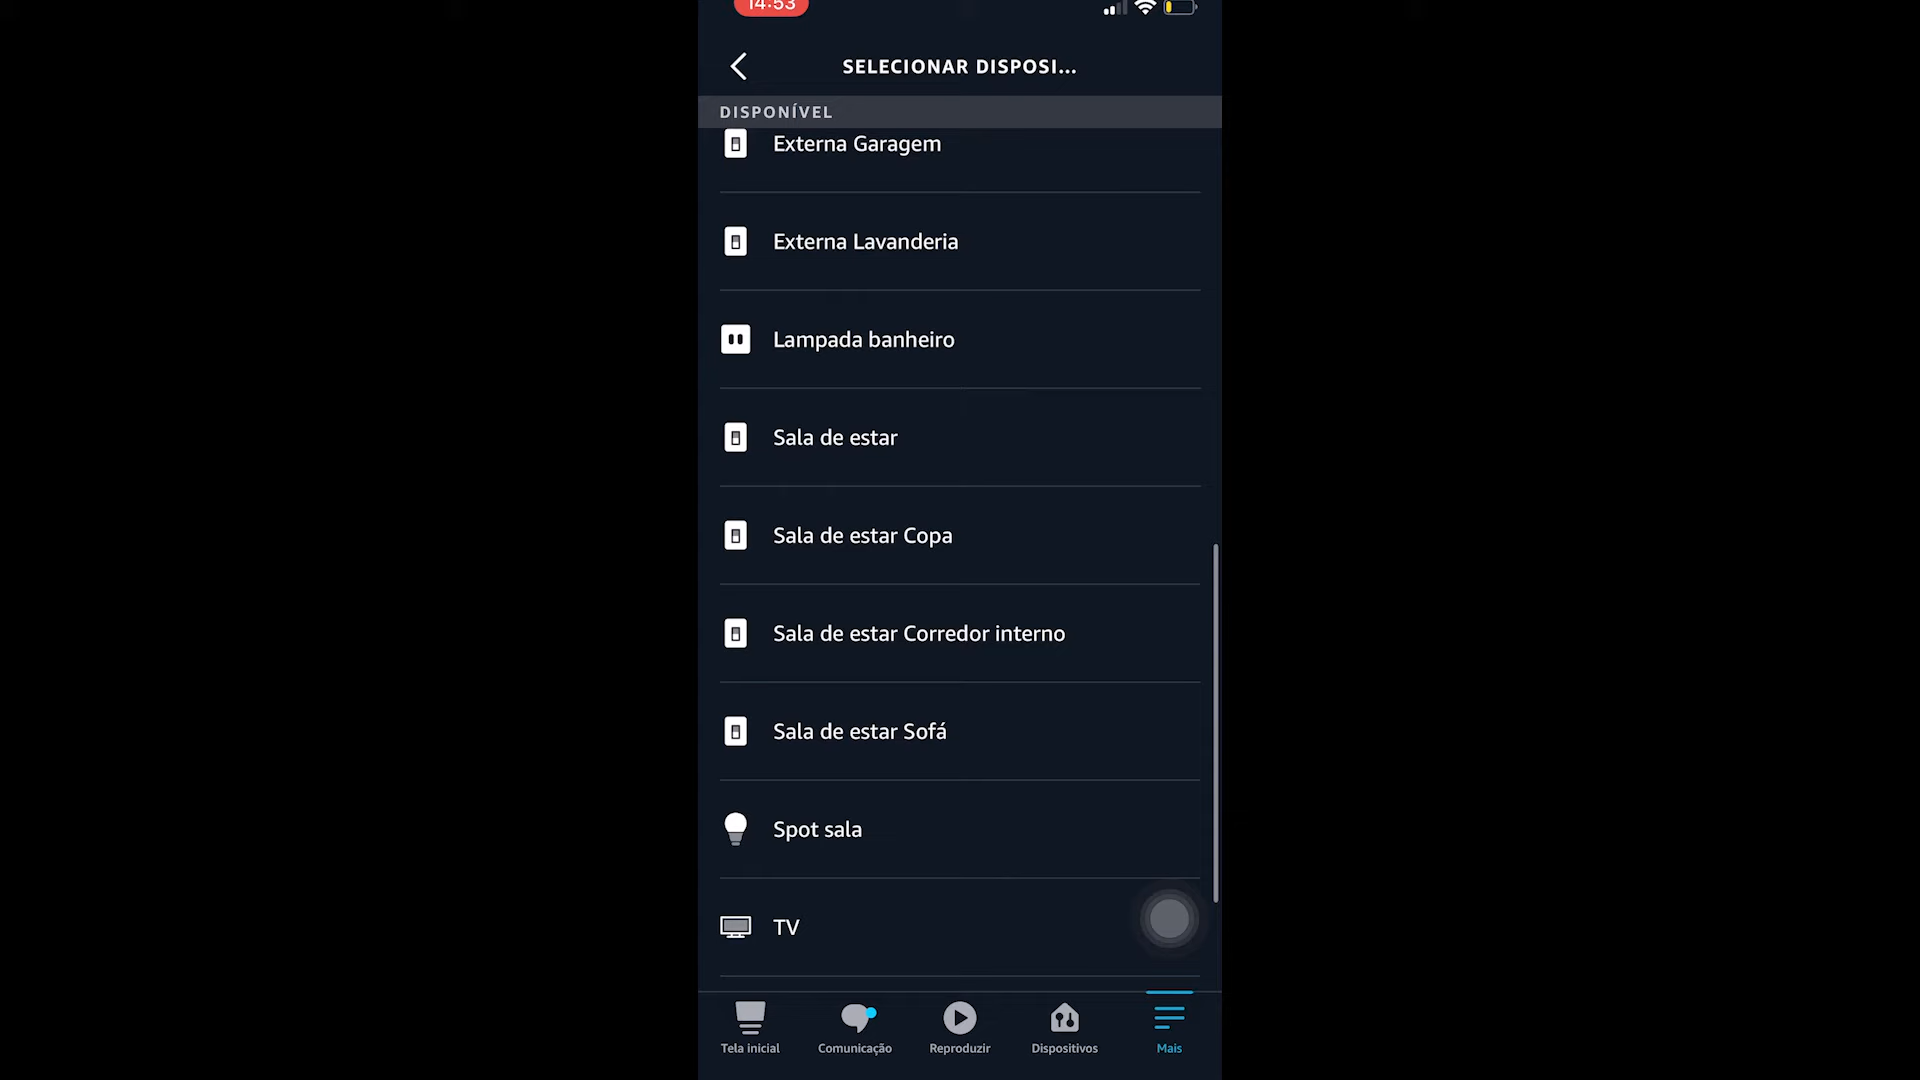 14:53
SELECIONAR DISPOSI...
DISPONÍVEL
Externa Garagem
Externa Lavanderia
Lampada banheiro
Sala de estar
Sala de estar Copa
Sala de estar Corredor interno
Sala de estar Sofá
Spot sala
TV
Tela inicial
Comunicação
Reproduzir
Dispositivos
Mais